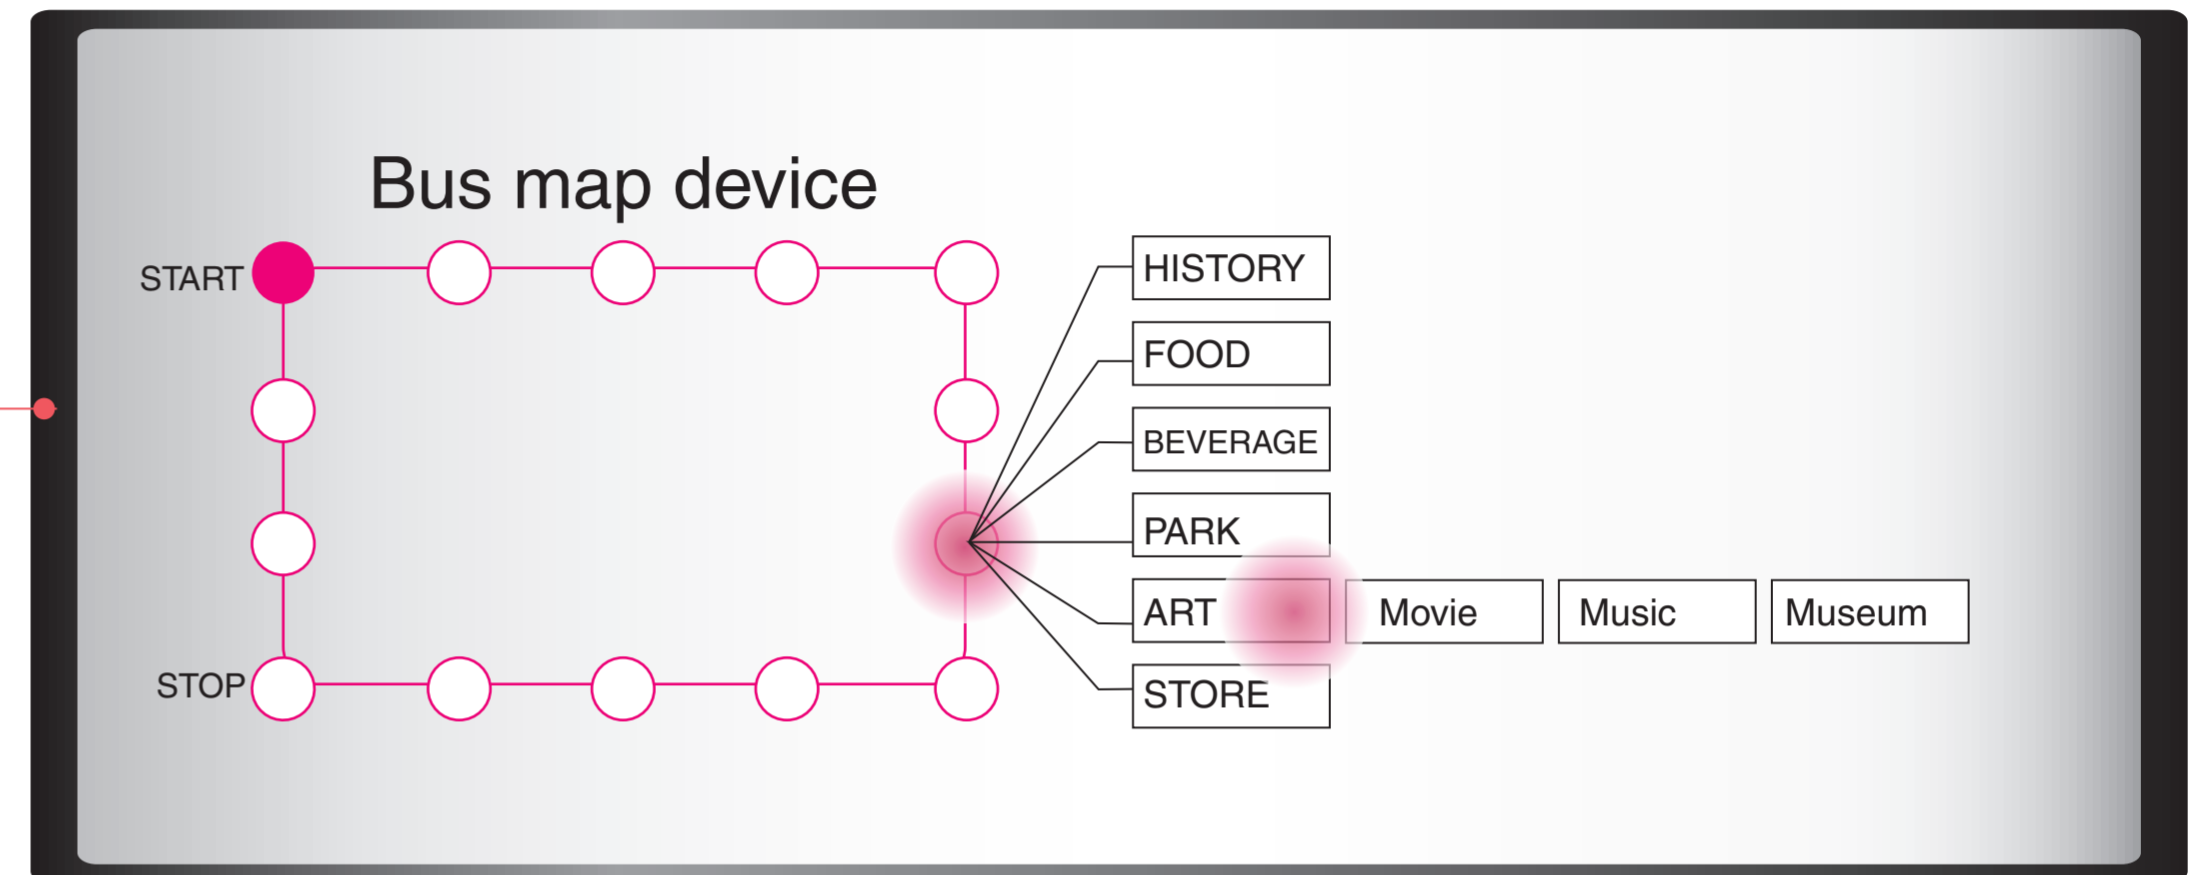 Bus map device
START
STOP
HISTORY
FOOD
BEVERAGE
PARK
ART
Movie
Music
Museum
STORE